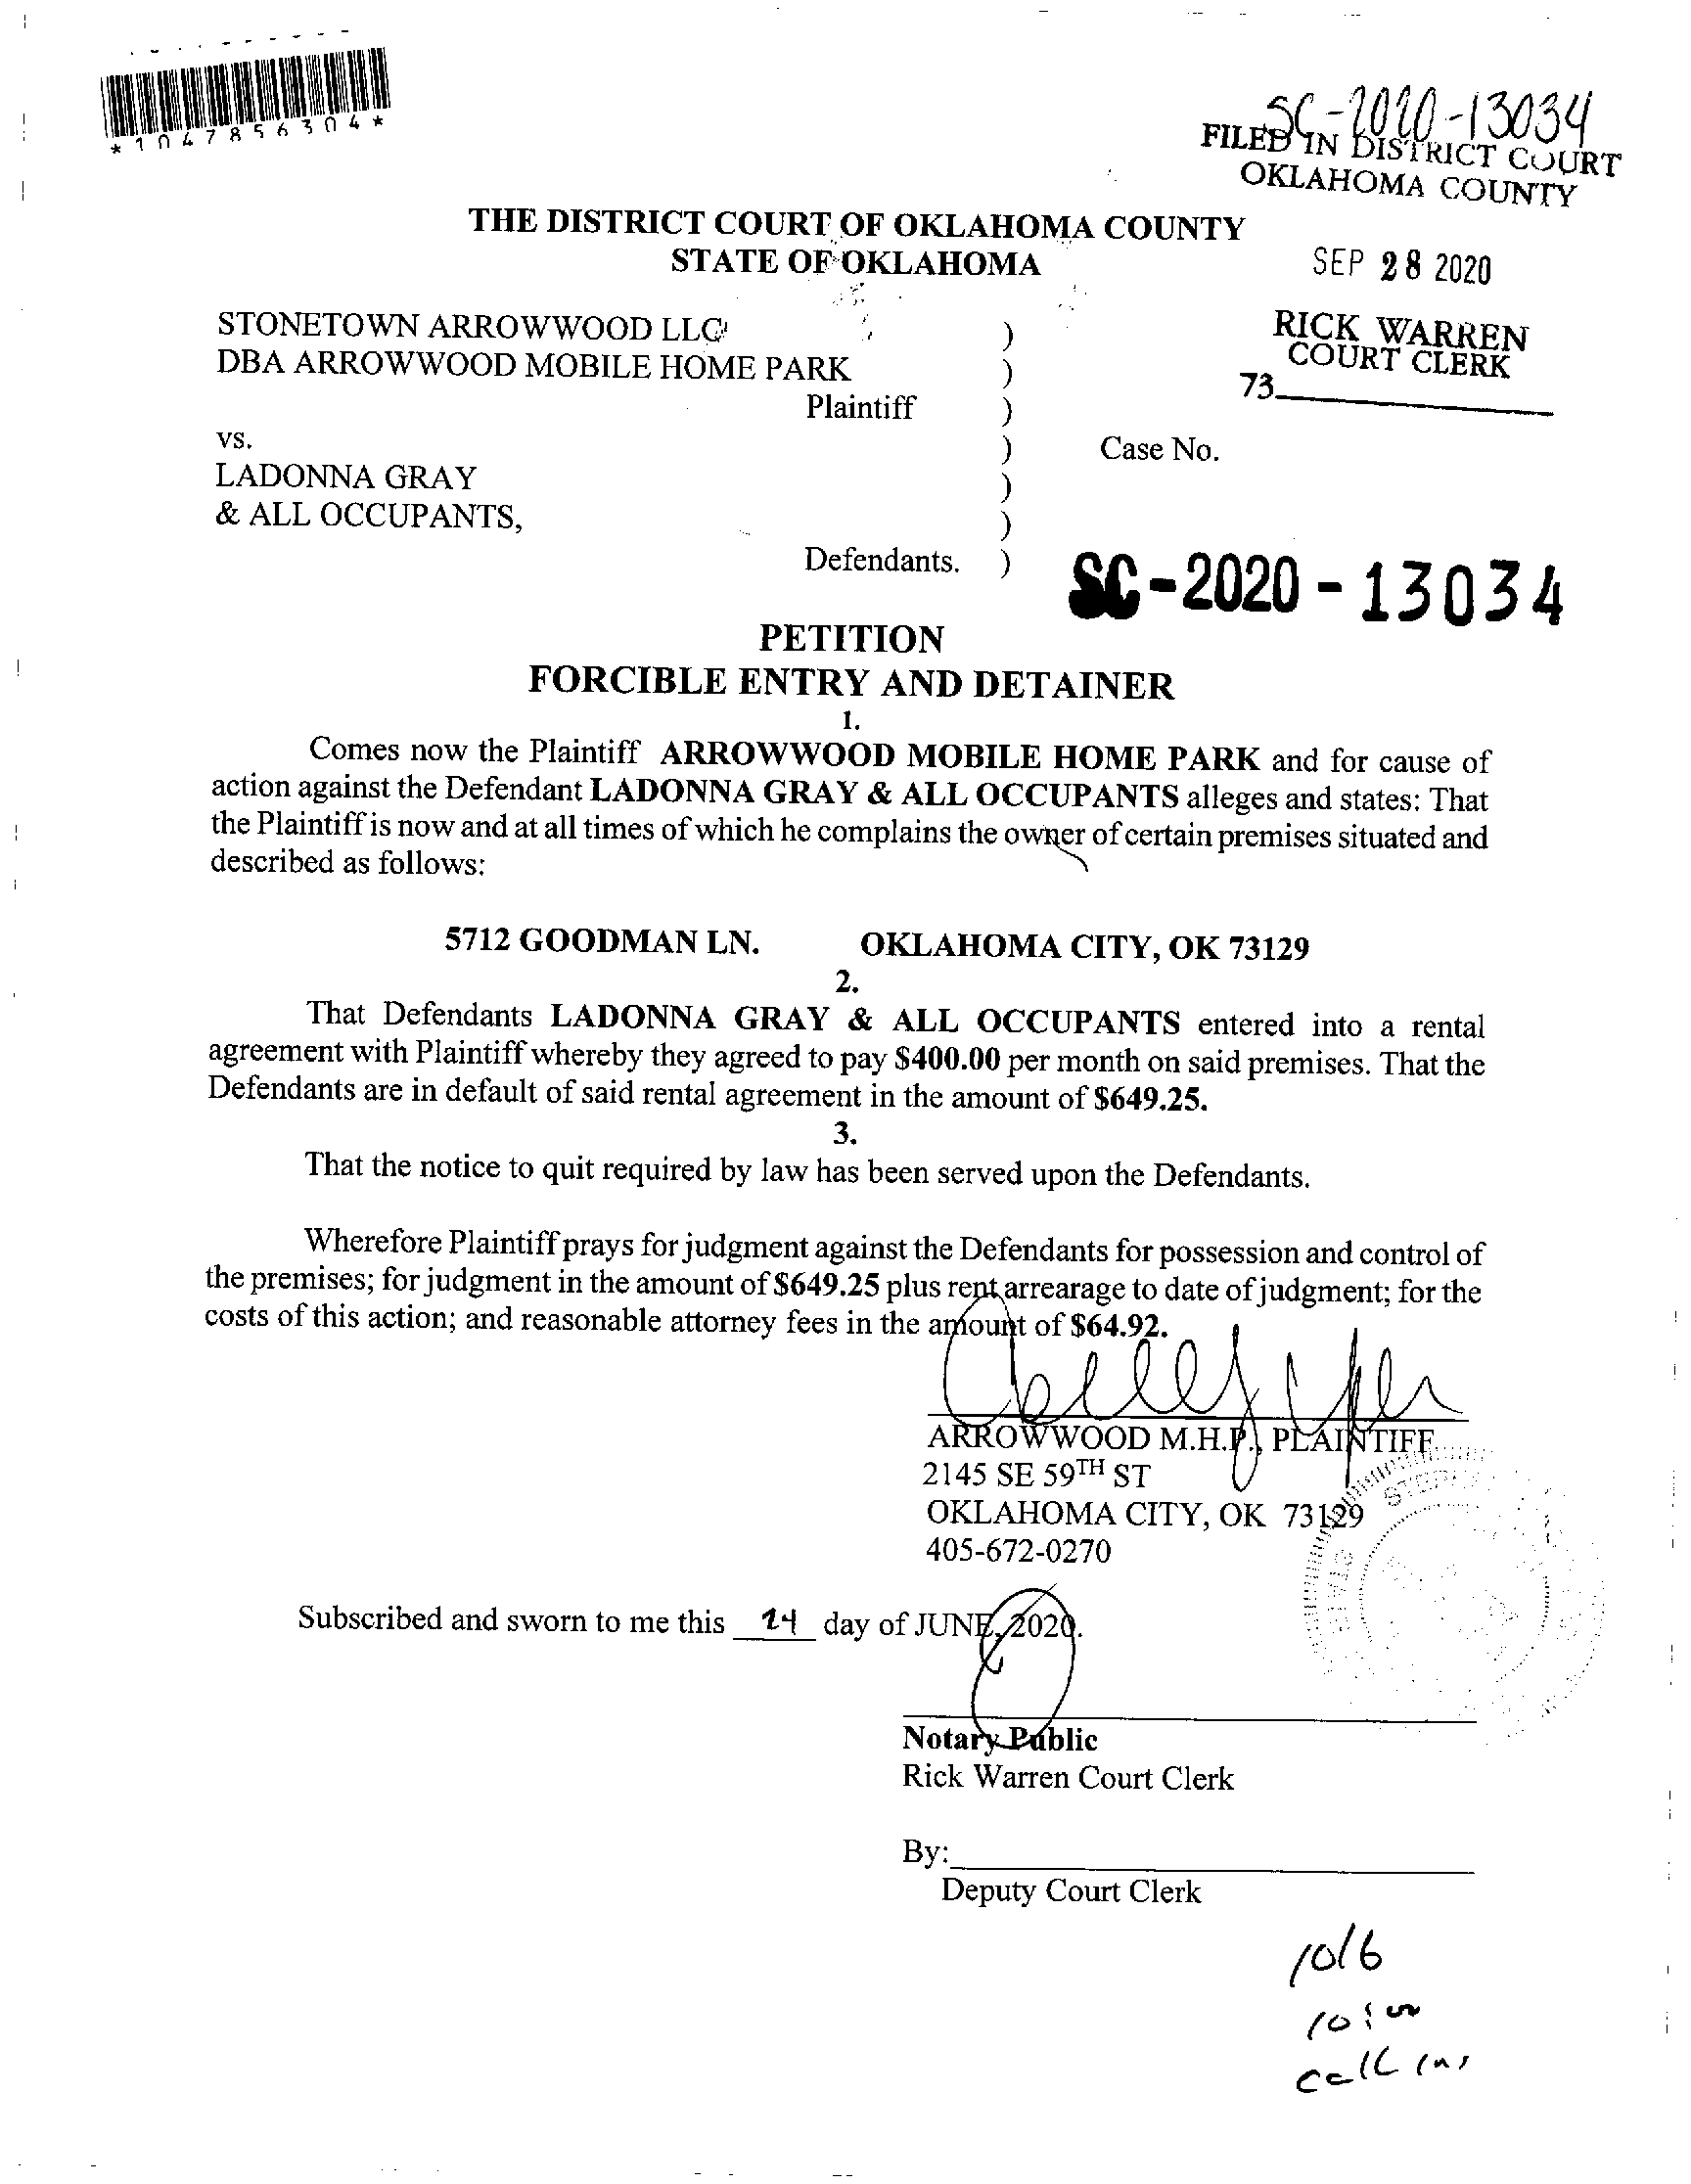 *1047856304*
SC-2020-13034
FILED IN DISTRICT COURT
OKLAHOMA COUNTY
THE DISTRICT COURT OF OKLAHOMA COUNTY
STATE OF OKLAHOMA
SEP 28 2020
STONETOWN ARROWWOOD LLC )
DBA ARROWWOOD MOBILE HOME PARK )
Plaintiff )
RICK WARREN
COURT CLERK
73
vs. ) Case No.
LADONNA GRAY )
& ALL OCCUPANTS, )
Defendants. )
SC-2020-13034
PETITION
FORCIBLE ENTRY AND DETAINER
1.
Comes now the Plaintiff ARROWWOOD MOBILE HOME PARK and for cause of
action against the Defendant LADONNA GRAY & ALL OCCUPANTS alleges and states: That
the Plaintiff is now and at all times of which he complains the owner of certain premises situated and
described as follows:
5712 GOODMAN LN. OKLAHOMA CITY, OK 73129
2.
That Defendants LADONNA GRAY & ALL OCCUPANTS entered into a rental
agreement with Plaintiff whereby they agreed to pay $400.00 per month on said premises. That the
Defendants are in default of said rental agreement in the amount of $649.25.
3.
That the notice to quit required by law has been served upon the Defendants.
Wherefore Plaintiff prays for judgment against the Defendants for possession and control of
the premises; for judgment in the amount of $649.25 plus rent arrearage to date of judgment; for the
costs of this action; and reasonable attorney fees in the amount of $64.92.
ARROWWOOD M.H.P., PLAINTIFF
2145 SE 59TH ST
OKLAHOMA CITY, OK 73129
405-672-0270
Subscribed and sworn to me this 24 day of JUNE, 2020.
Notary Public
Rick Warren Court Clerk
By:
Deputy Court Clerk
10/6
10:00
call ins